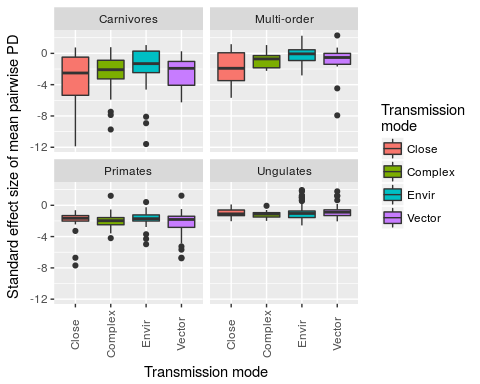 Carnivores Multi-order
0
-4
-8
-12
Primates Ungulates
0
-4
-8
-12
Close Complex Envir Vector Close Complex Envir Vector
Transmission mode
Standard effect size of mean pairwise PD
Transmission
mode
Close
Complex
Envir
Vector